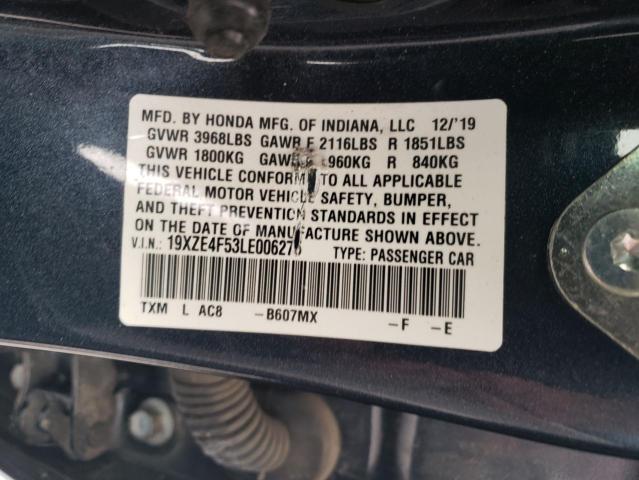 MFD. BY HONDA MFG. OF INDIANA, LLC 12/'19
GVWR 3968LBS GAWR F 2116LBS R 1851LBS
GVWR 1800KG 960KG R 840KG
THIS VEHICLE CONFORMS TO ALL APPLICABLE
FEDERAL MOTOR VEHICLE SAFETY, BUMPER,
AND THEFT PREVENTION STANDARDS IN EFFECT
ON THE DATE OF MANUFACTURE SHOWN ABOVE.
V.I.N.: TYPE: PASSENGER CAR
TXM L AC8 -B607MX -F -E